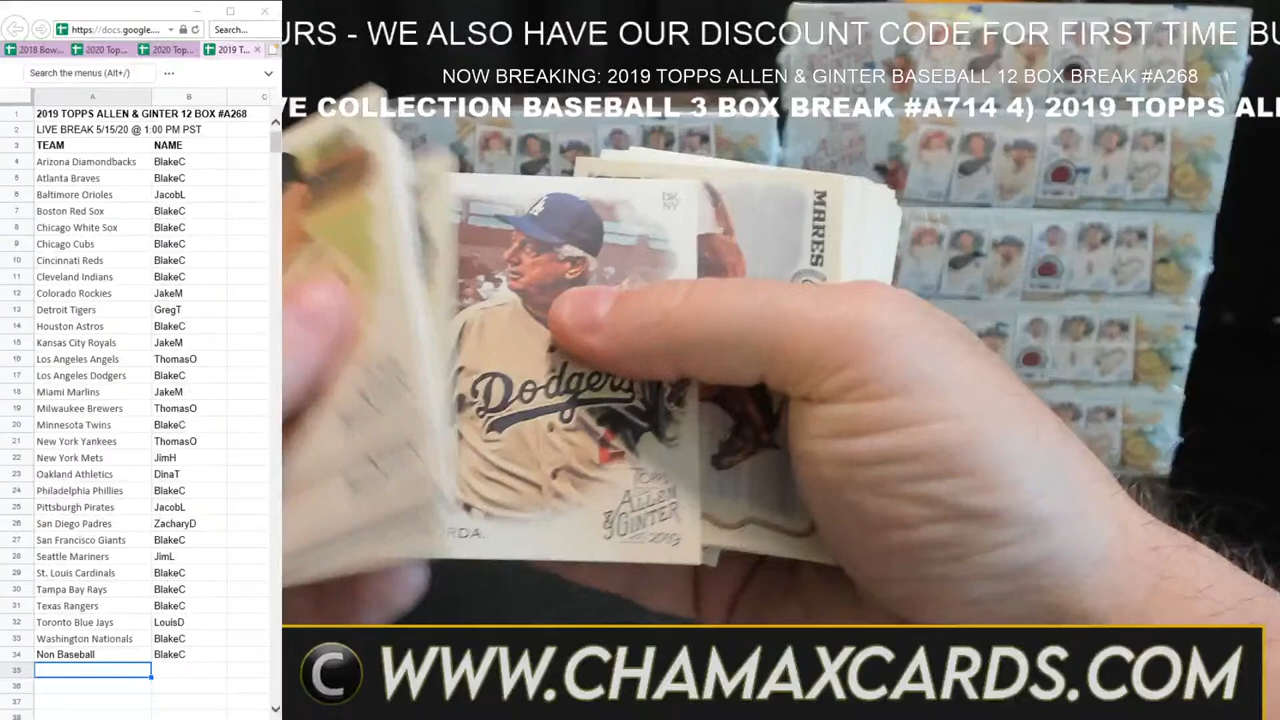 https://docs.google....
Search...
2018 Bow...
2020 Top...
2020 Top...
2019 T...
Search the menus (Alt+/)
A B C
1 2019 TOPPS ALLEN & GINTER 12 BOX #A268
2 LIVE BREAK 5/15/20 @ 1:00 PM PST
3 TEAM NAME
4 Arizona Diamondbacks BlakeC
5 Atlanta Braves BlakeC
6 Baltimore Orioles JacobL
7 Boston Red Sox BlakeC
8 Chicago White Sox BlakeC
9 Chicago Cubs BlakeC
10 Cincinnati Reds BlakeC
11 Cleveland Indians BlakeC
12 Colorado Rockies JakeM
13 Detroit Tigers GregT
14 Houston Astros BlakeC
15 Kansas City Royals JakeM
16 Los Angeles Angels ThomasO
17 Los Angeles Dodgers BlakeC
18 Miami Marlins JakeM
19 Milwaukee Brewers ThomasO
20 Minnesota Twins BlakeC
21 New York Yankees ThomasO
22 New York Mets JimH
23 Oakland Athletics DinaT
24 Philadelphia Phillies BlakeC
25 Pittsburgh Pirates JacobL
26 San Diego Padres ZacharyD
27 San Francisco Giants BlakeC
28 Seattle Mariners JimL
29 St. Louis Cardinals BlakeC
30 Tampa Bay Rays BlakeC
31 Texas Rangers BlakeC
32 Toronto Blue Jays LouisD
33 Washington Nationals BlakeC
34 Non Baseball BlakeC
35
36
37
38
URS - WE ALSO HAVE OUR DISCOUNT CODE FOR FIRST TIME BU
NOW BREAKING: 2019 TOPPS ALLEN & GINTER BASEBALL 12 BOX BREAK #A268
VE COLLECTION BASEBALL 3 BOX BREAK #A714 4) 2019 TOPPS ALL
BK.
NY
LA
Dodgers
TOPPS
ALLEN
& GINTER
2019
RDA.
MARES
C WWW.CHAMAXCARDS.COM